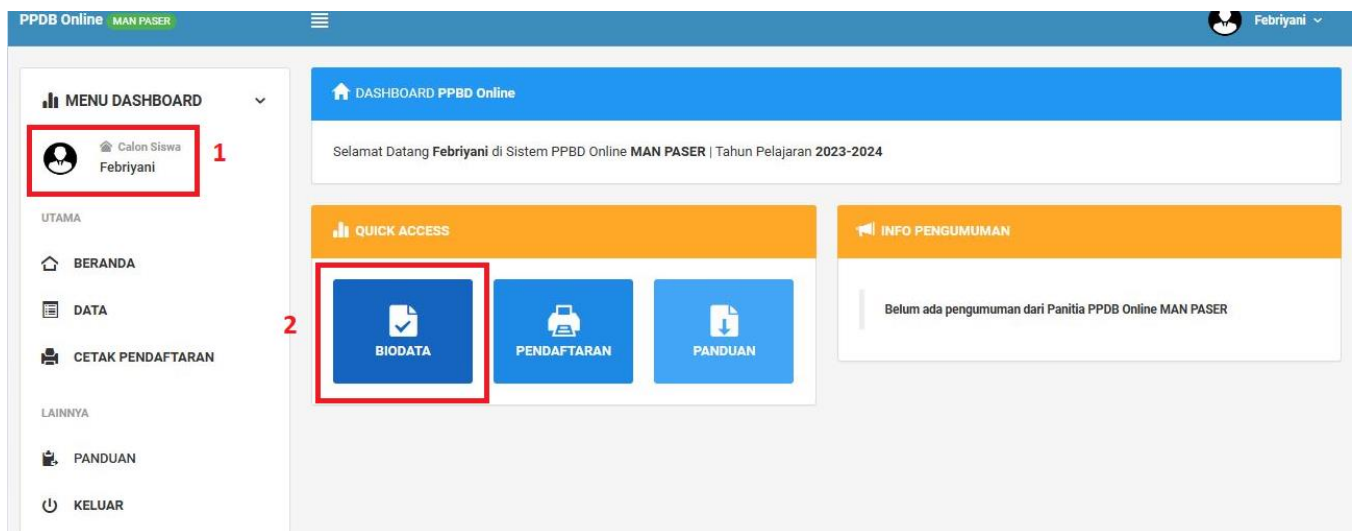 PPDB Online MAN PASER
Febriyani
MENU DASHBOARD
Calon Siswa
Febriyani
1
UTAMA
BERANDA
DATA
CETAK PENDAFTARAN
LAINNYA
PANDUAN
KELUAR
DASHBOARD PPBD Online
Selamat Datang Febriyani di Sistem PPBD Online MAN PASER | Tahun Pelajaran 2023-2024
QUICK ACCESS
2
BIODATA
PENDAFTARAN
PANDUAN
INFO PENGUMUMAN
Belum ada pengumuman dari Panitia PPDB Online MAN PASER